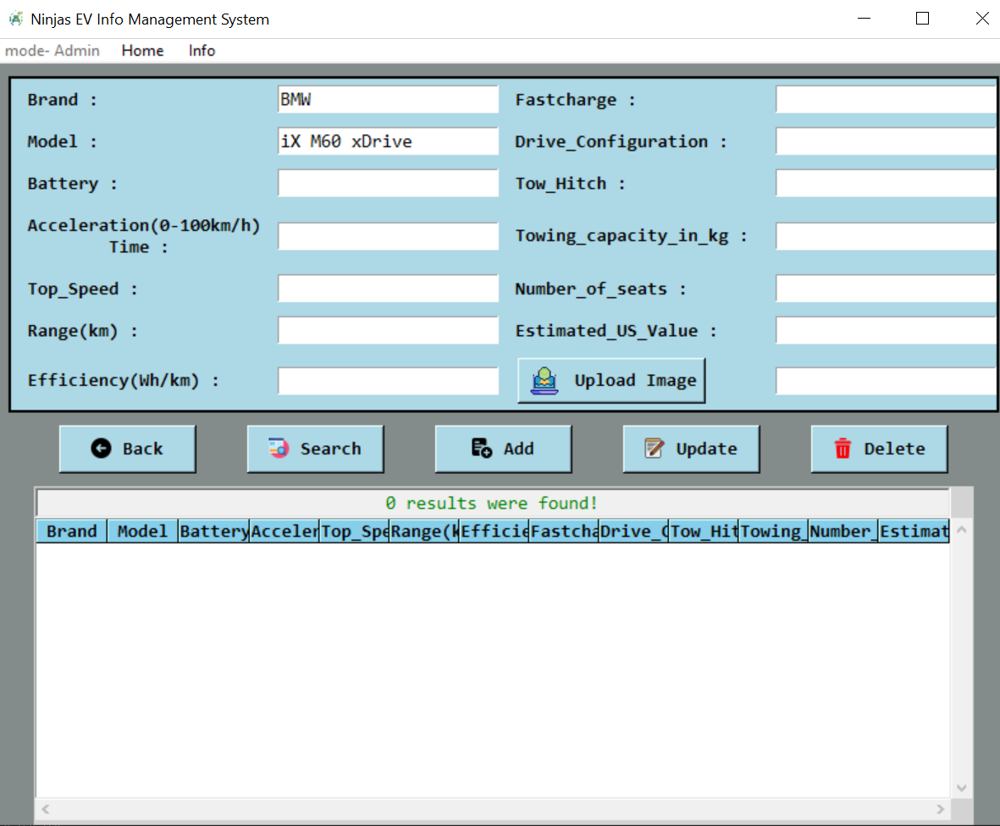 Ninjas EV Info Management System
mode- Admin Home Info
Brand : BMW Fastcharge :
Model : iX M60 xDrive Drive_Configuration :
Battery : Tow_Hitch :
Acceleration(0-100km/h)
Time : Towing_capacity_in_kg :
Top_Speed : Number_of_seats :
Range(km) : Estimated_US_Value :
Efficiency(Wh/km) : Upload Image
Back Search Add Update Delete
0 results were found!
Brand Model Battery Acceler Top_Spe Range(k Efficie Fastcha Drive_C Tow_Hit Towing_ Number_ Estimat